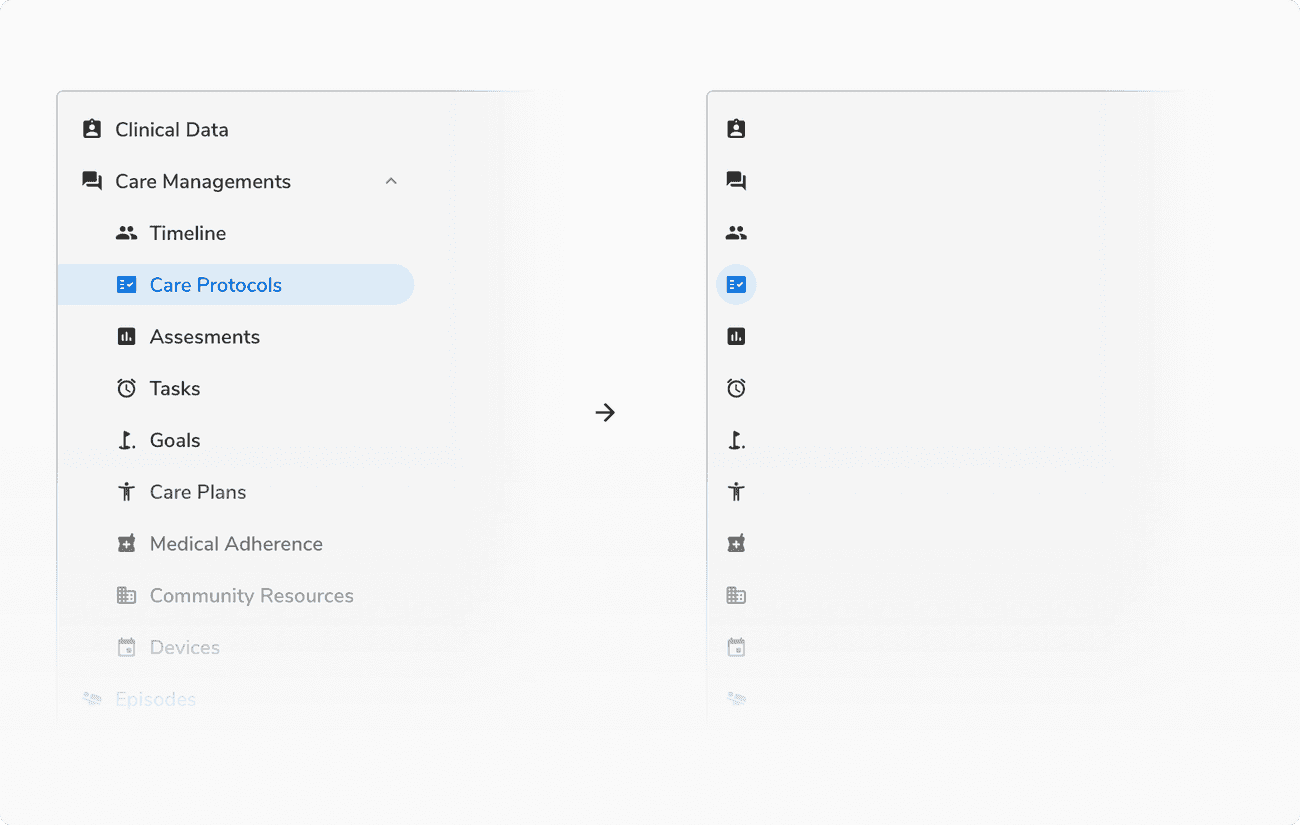 Clinical Data
Care Managements
Timeline
Care Protocols
Assesments
Tasks
Goals
Care Plans
Medical Adherence
Community Resources
Devices
Episodes